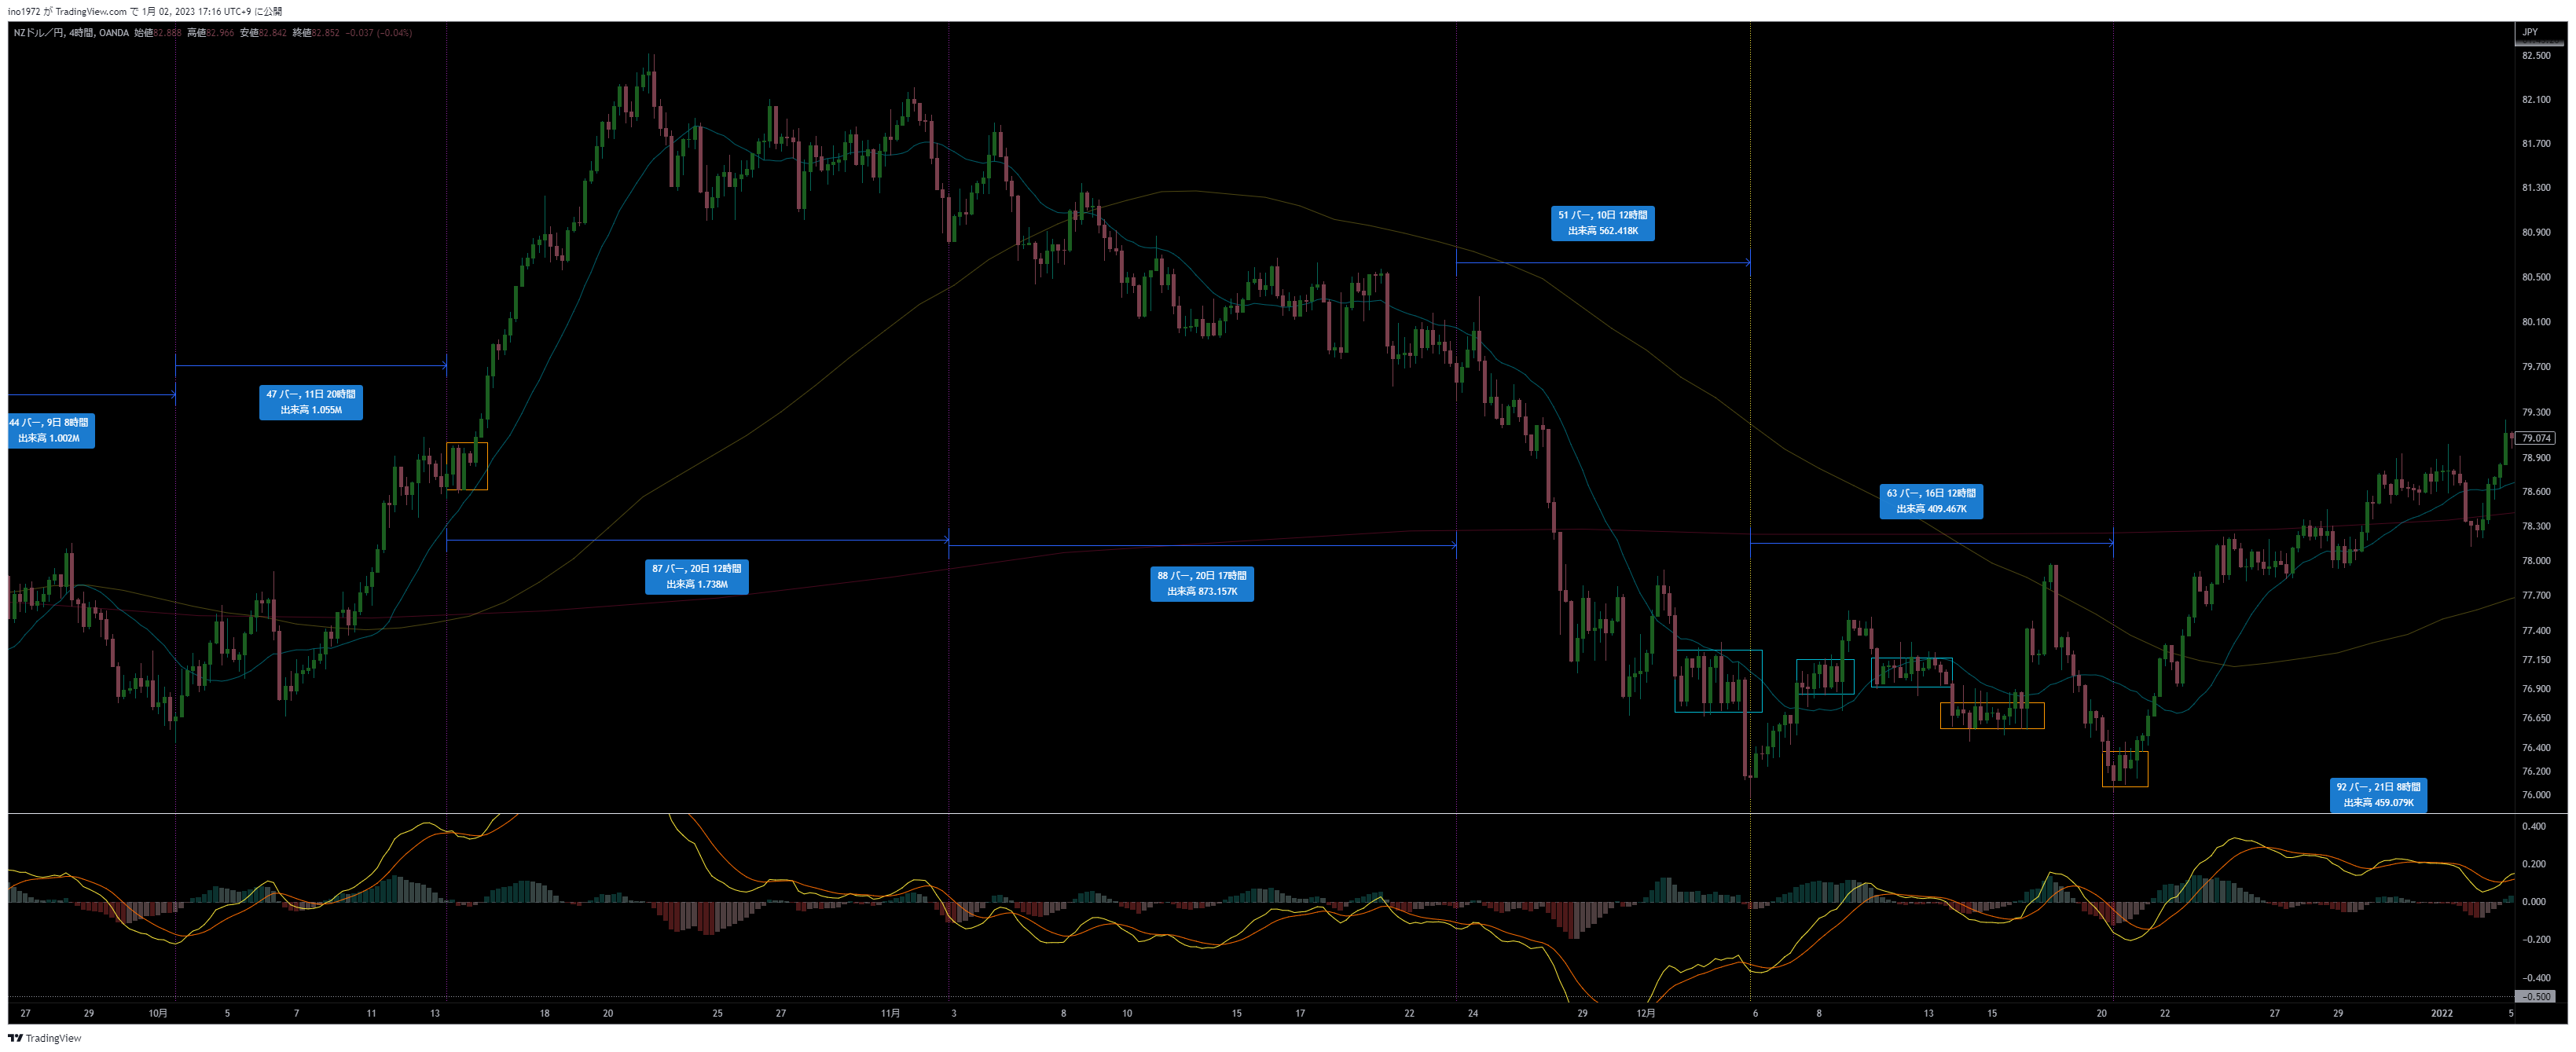 ino1972 が TradingView.com で 1月 02, 2023 17:16 UTC+9 に公開
NZドル／円, 4時間, OANDA 始値82.888 高値82.966 安値82.842 終値82.852 −0.037 (−0.04%)
JPY
82.500
82.100
81.700
81.300
80.900
80.500
80.100
79.700
79.300
79.074
78.900
78.600
78.300
78.000
77.700
77.400
77.150
76.900
76.650
76.400
76.200
76.000
51 バー, 10日 12時間
出来高 562.418K
47 バー, 11日 20時間
出来高 1.055M
44 バー, 9日 8時間
出来高 1.002M
63 バー, 16日 12時間
出来高 409.467K
87 バー, 20日 12時間
出来高 1.738M
88 バー, 20日 17時間
出来高 873.157K
92 バー, 21日 8時間
出来高 459.079K
0.400
0.200
0.000
−0.200
−0.400
−0.500
27 29 10月 5 7 11 13 18 20 25 27 11月 3 8 10 15 17 22 24 29 12月 6 8 13 15 20 22 27 29 2022 5
TradingView